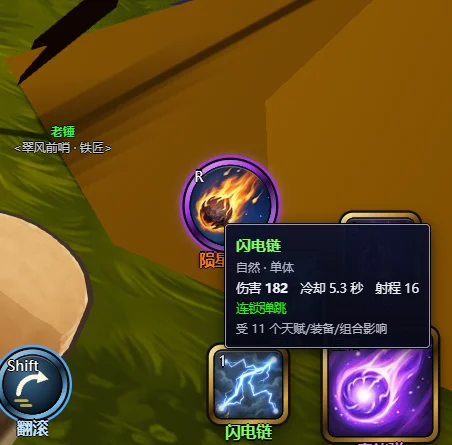 老锤
<翠风前哨 · 铁匠>
R
陨星
闪电链
自然 · 单体
伤害 182 冷却 5.3 秒 射程 16
连锁弹跳
受 11 个天赋/装备/组合影响
Shift
翻滚
1
闪电链